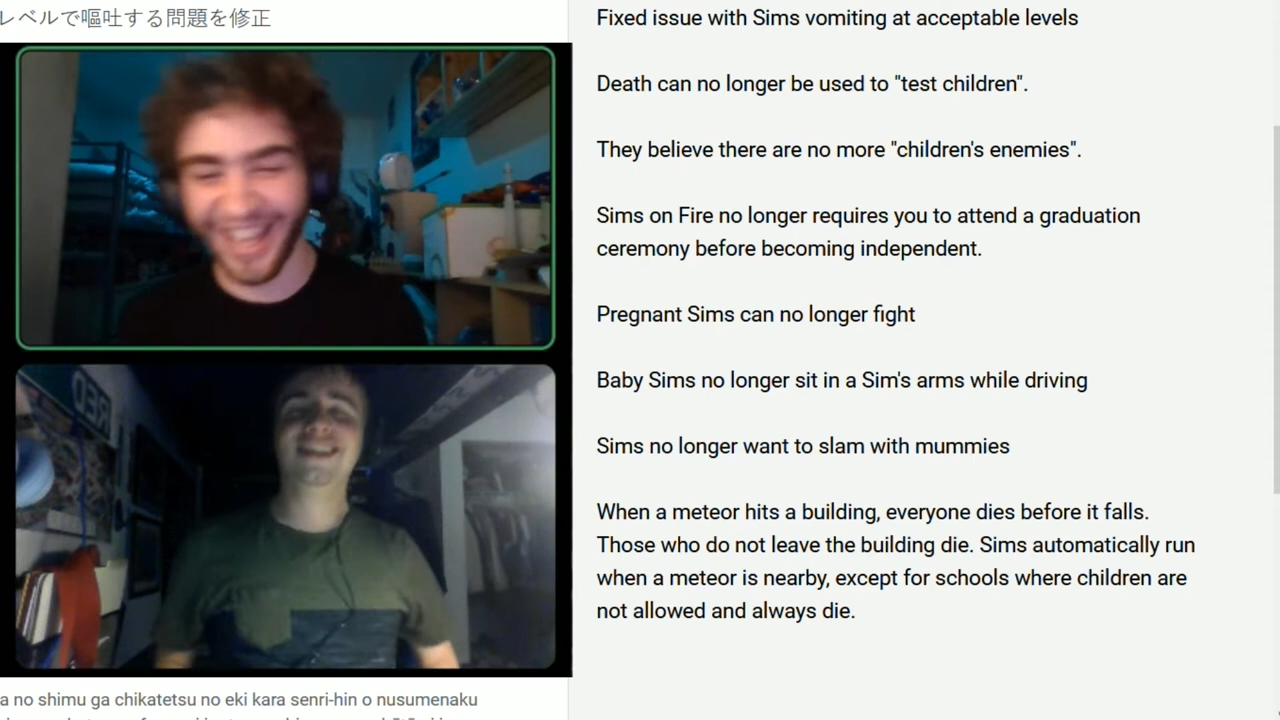 レベルで嘔吐する問題を修正
Fixed issue with Sims vomiting at acceptable levels
Death can no longer be used to "test children".
They believe there are no more "children's enemies".
Sims on Fire no longer requires you to attend a graduation
ceremony before becoming independent.
Pregnant Sims can no longer fight
Baby Sims no longer sit in a Sim's arms while driving
Sims no longer want to slam with mummies
When a meteor hits a building, everyone dies before it falls.
Those who do not leave the building die. Sims automatically run
when a meteor is nearby, except for schools where children are
not allowed and always die.
a no shimu ga chikatetsu no eki kara senri-hin o nusumenaku